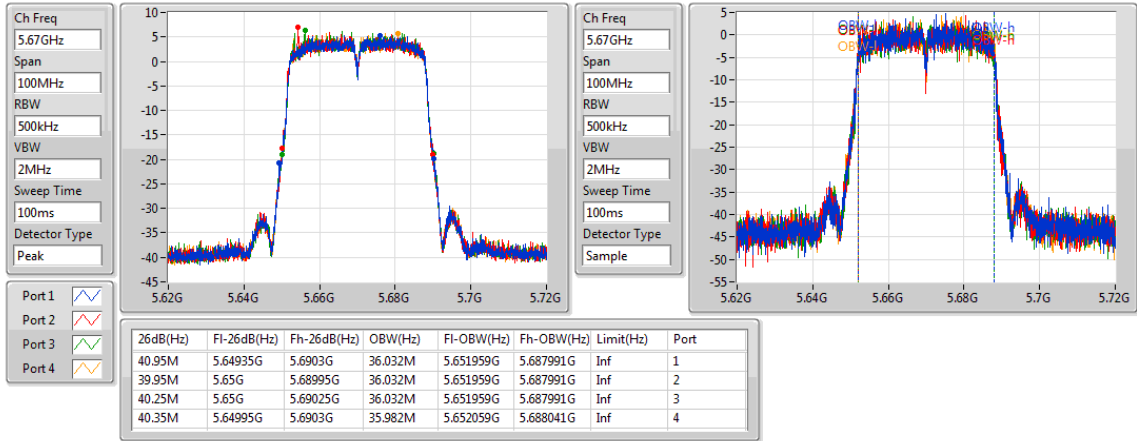 Ch Freq
5.67GHz
Span
100MHz
RBW
500kHz
VBW
2MHz
Sweep Time
100ms
Detector Type
Peak
10
5
0
-5
-10
-15
-20
-25
-30
-35
-40
-45
5.62G 5.64G 5.66G 5.68G 5.7G 5.72G
Ch Freq
5.67GHz
Span
100MHz
RBW
500kHz
VBW
2MHz
Sweep Time
100ms
Detector Type
Sample
5
0
-5
-10
-15
-20
-25
-30
-35
-40
-45
-50
-55
5.62G 5.64G 5.66G 5.68G 5.7G 5.72G
Port 1
Port 2
Port 3
Port 4
26dB(Hz) Fl-26dB(Hz) Fh-26dB(Hz) OBW(Hz) Fl-OBW(Hz) Fh-OBW(Hz) Limit(Hz) Port
40.95M 5.64935G 5.6903G 36.032M 5.651959G 5.687991G Inf 1
39.95M 5.65G 5.68995G 36.032M 5.651959G 5.687991G Inf 2
40.25M 5.65G 5.69025G 36.032M 5.651959G 5.687991G Inf 3
40.35M 5.64995G 5.6903G 35.982M 5.652059G 5.688041G Inf 4